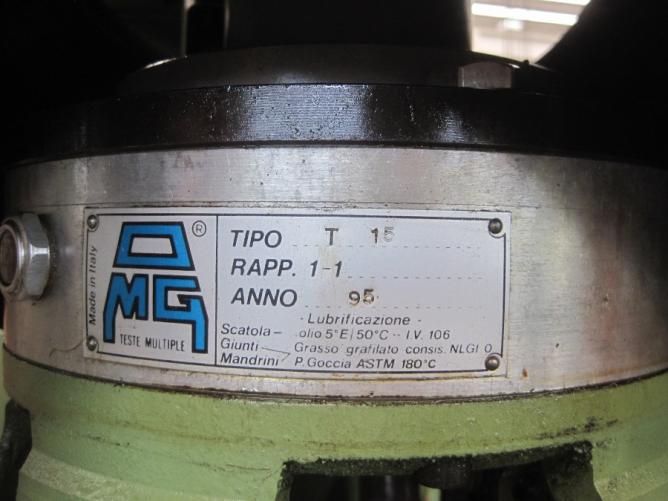 Made in Italy
OMG ®
TESTE MULTIPLE
TIPO T 15
RAPP. 1-1
ANNO 95
- Lubrificazione -
Scatola – olio 5°E/50°C -- I.V. 106
Giunti
Mandrini
Grasso grafilato consis. NLGI 0
P. Goccia ASTM 180°C